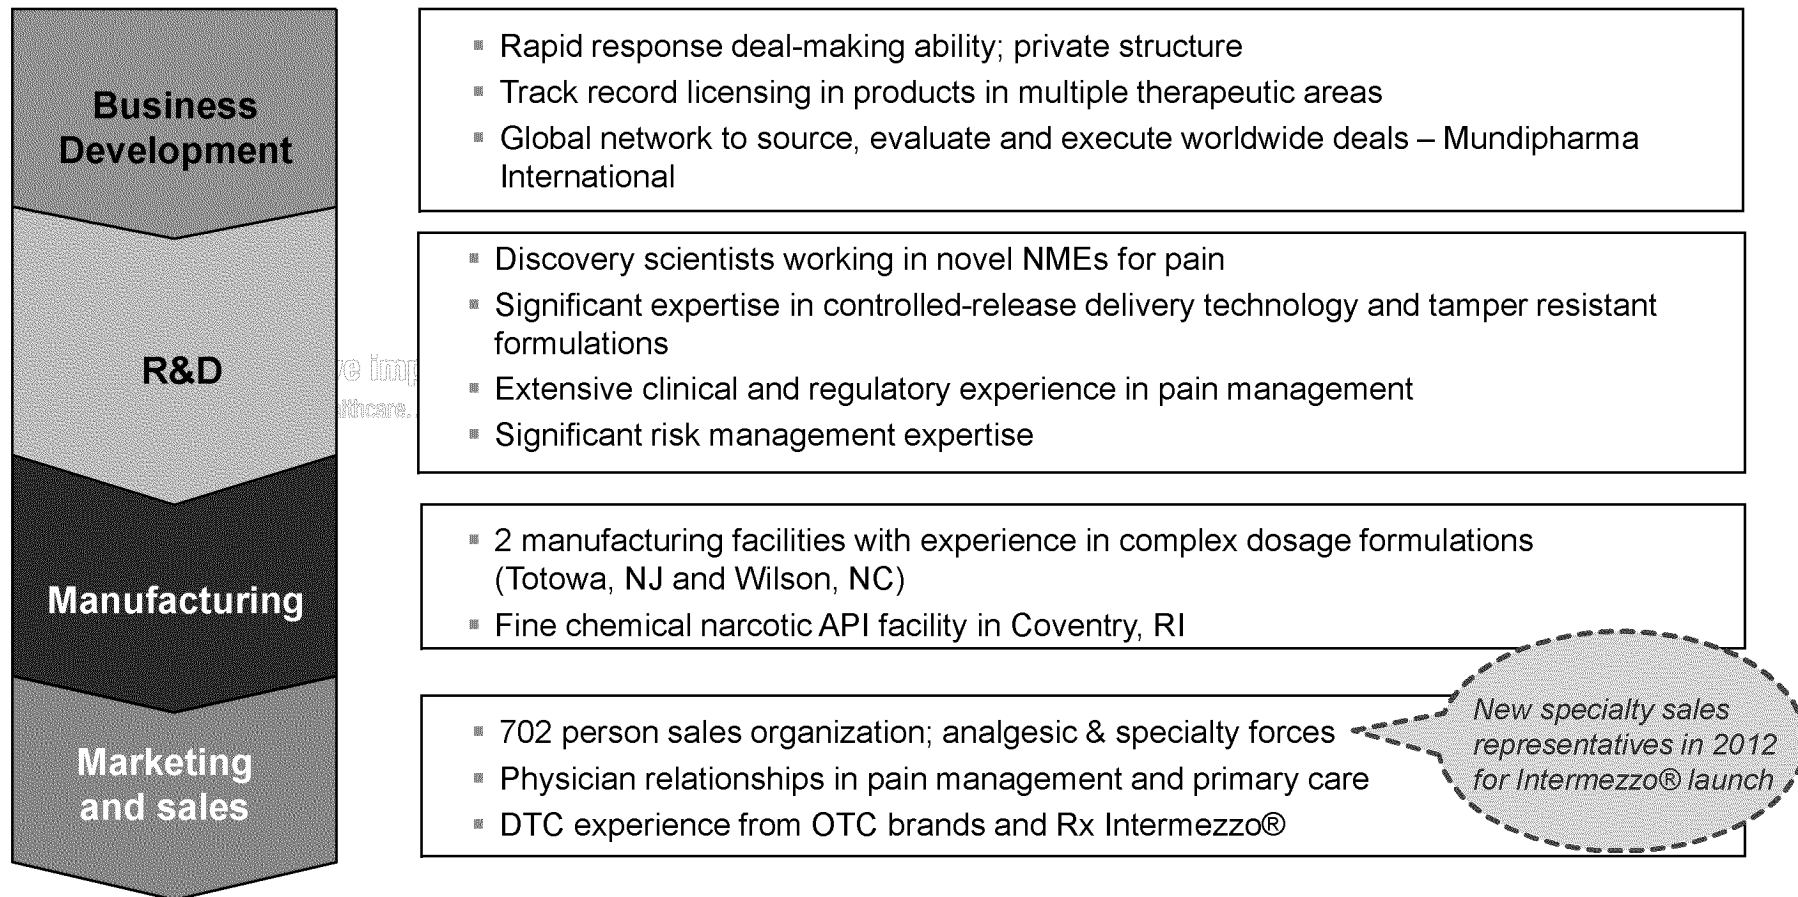 Business
Development
▪ Rapid response deal-making ability; private structure
▪ Track record licensing in products in multiple therapeutic areas
▪ Global network to source, evaluate and execute worldwide deals – Mundipharma
International
R&D
▪ Discovery scientists working in novel NMEs for pain
▪ Significant expertise in controlled-release delivery technology and tamper resistant
formulations
▪ Extensive clinical and regulatory experience in pain management
▪ Significant risk management expertise
Manufacturing
▪ 2 manufacturing facilities with experience in complex dosage formulations
(Totowa, NJ and Wilson, NC)
▪ Fine chemical narcotic API facility in Coventry, RI
Marketing
and sales
▪ 702 person sales organization; analgesic & specialty forces
▪ Physician relationships in pain management and primary care
▪ DTC experience from OTC brands and Rx Intermezzo®
New specialty sales
representatives in 2012
for Intermezzo® launch